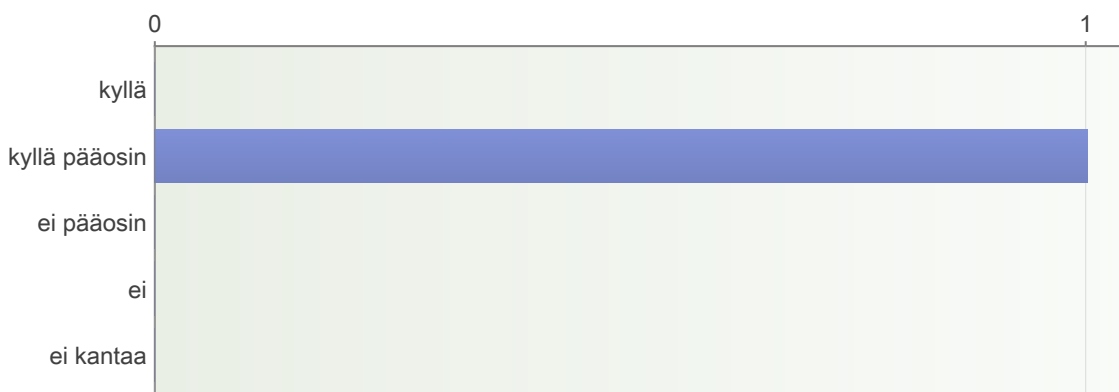 0 1
kyllä
kyllä pääosin
ei pääosin
ei
ei kantaa